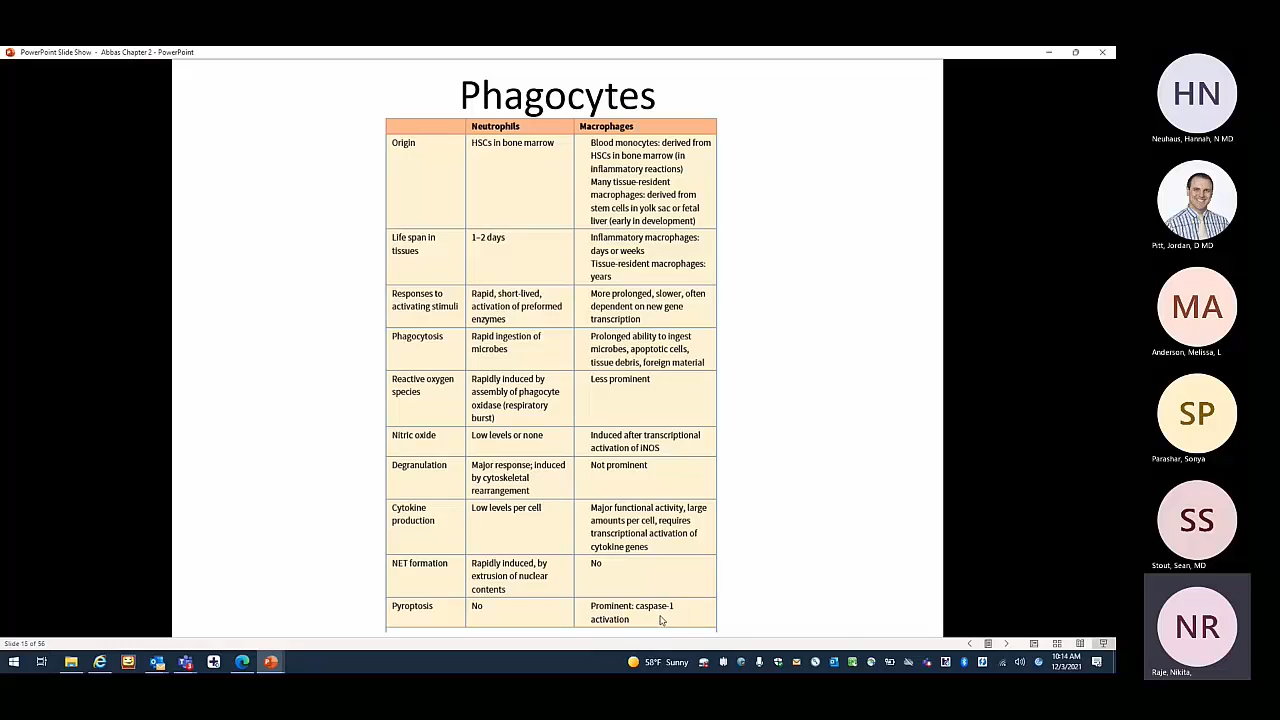 PowerPoint Slide Show - Abbas Chapter 2 - PowerPoint
Phagocytes
Neutrophils
Macrophages
Origin
HSCs in bone marrow
Blood monocytes: derived from
HSCs in bone marrow (in
inflammatory reactions)
Many tissue-resident
macrophages: derived from
stem cells in yolk sac or fetal
liver (early in development)
Life span in
tissues
1–2 days
Inflammatory macrophages:
days or weeks
Tissue-resident macrophages:
years
Responses to
activating stimuli
Rapid, short-lived,
activation of preformed
enzymes
More prolonged, slower, often
dependent on new gene
transcription
Phagocytosis
Rapid ingestion of
microbes
Prolonged ability to ingest
microbes, apoptotic cells,
tissue debris, foreign material
Reactive oxygen
species
Rapidly induced by
assembly of phagocyte
oxidase (respiratory
burst)
Less prominent
Nitric oxide
Low levels or none
Induced after transcriptional
activation of iNOS
Degranulation
Major response; induced
by cytoskeletal
rearrangement
Not prominent
Cytokine
production
Low levels per cell
Major functional activity, large
amounts per cell, requires
transcriptional activation of
cytokine genes
NET formation
Rapidly induced, by
extrusion of nuclear
contents
No
Pyroptosis
No
Prominent: caspase-1
activation
Slide 15 of 56
58°F Sunny
10:14 AM
12/3/2021
HN
Neuhaus, Hannah, N MD
Pitt, Jordan, D MD
MA
Anderson, Melissa, L
SP
Parashar, Sonya
SS
Stout, Sean, MD
NR
Raje, Nikita,